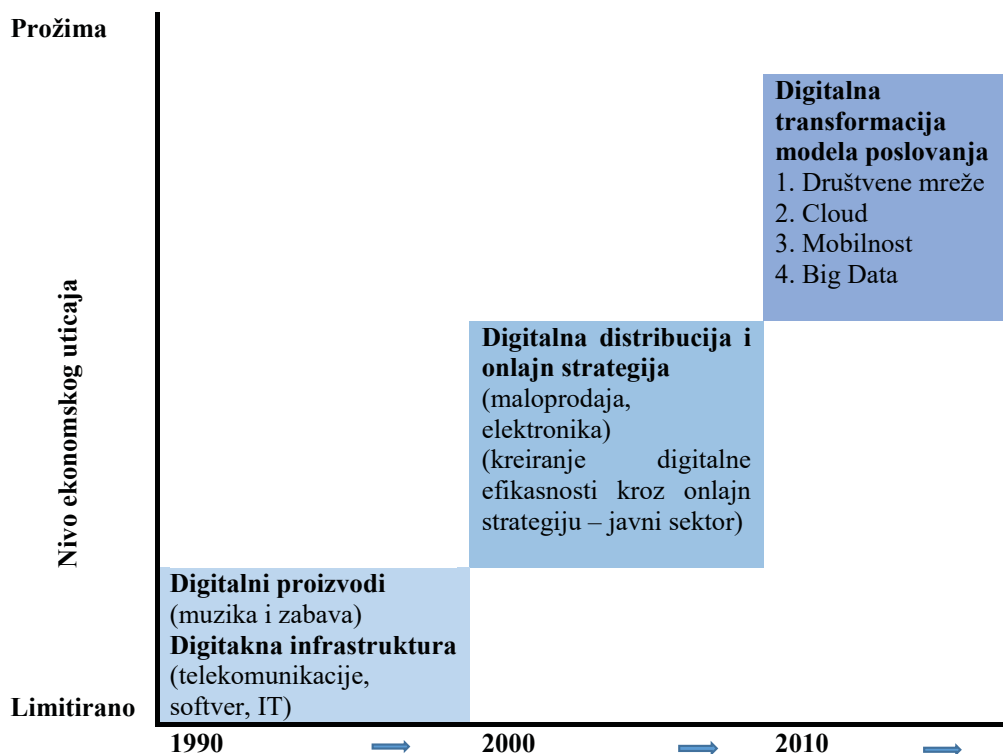 Prožima
Digitalna
transformacija
modela poslovanja
1. Društvene mreže
2. Cloud
3. Mobilnost
4. Big Data
Nivo ekonomskog uticaja
Digitalna distribucija i
onlajn strategija
(maloprodaja,
elektronika)
(kreiranje digitalne
efikasnosti kroz onlajn
strategiju – javni sektor)
Digitalni proizvodi
(muzika i zabava)
Digitakna infrastruktura
(telekomunikacije,
softver, IT)
Limitirano
1990 2000 2010